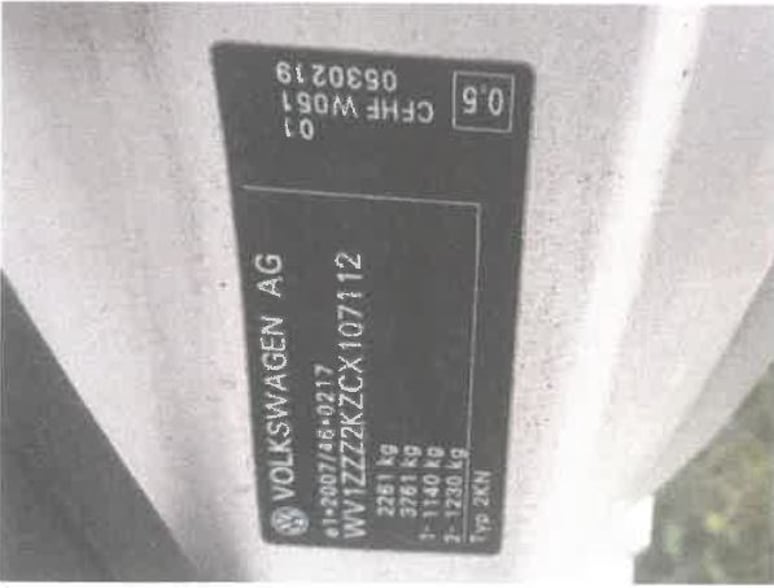 VOLKSWAGEN AG
e1*2007/46*0217
WV1ZZZ2KZCX107112
2261 kg
3761 kg
1- 1140 kg
2- 1230 kg
Typ 2KN
01
CFHF W051
0530219
0.5